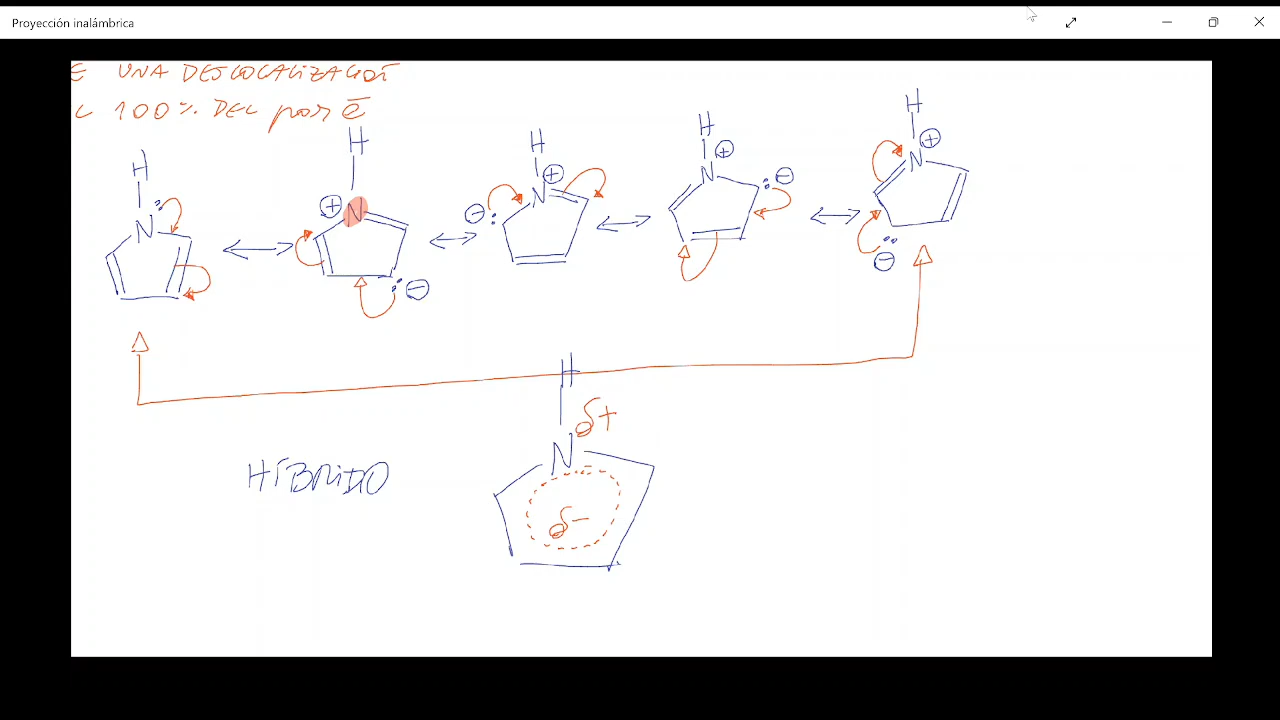 Proyección inalámbrica
E UNA DESLOCALIZACIÓN
L 100% DEL par ē
H H H H H
N: ⊕ N ⊖ : N ⊕ N ⊕ : ⊖ N ⊕
: ⊖ : ⊖
H
δ+
N
HÍBRIDO
δ-